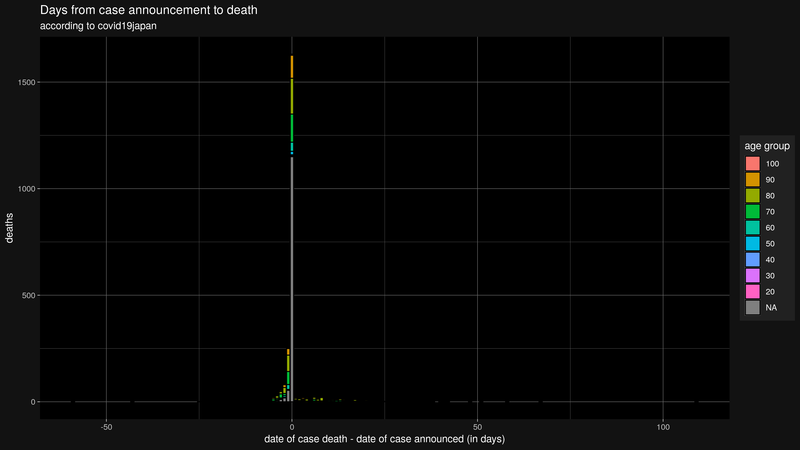 Days from case announcement to death
according to covid19japan
1500
1000
500
0
deaths
-50
0
50
100
date of case death - date of case announced (in days)
age group
100
90
80
70
60
50
40
30
20
NA